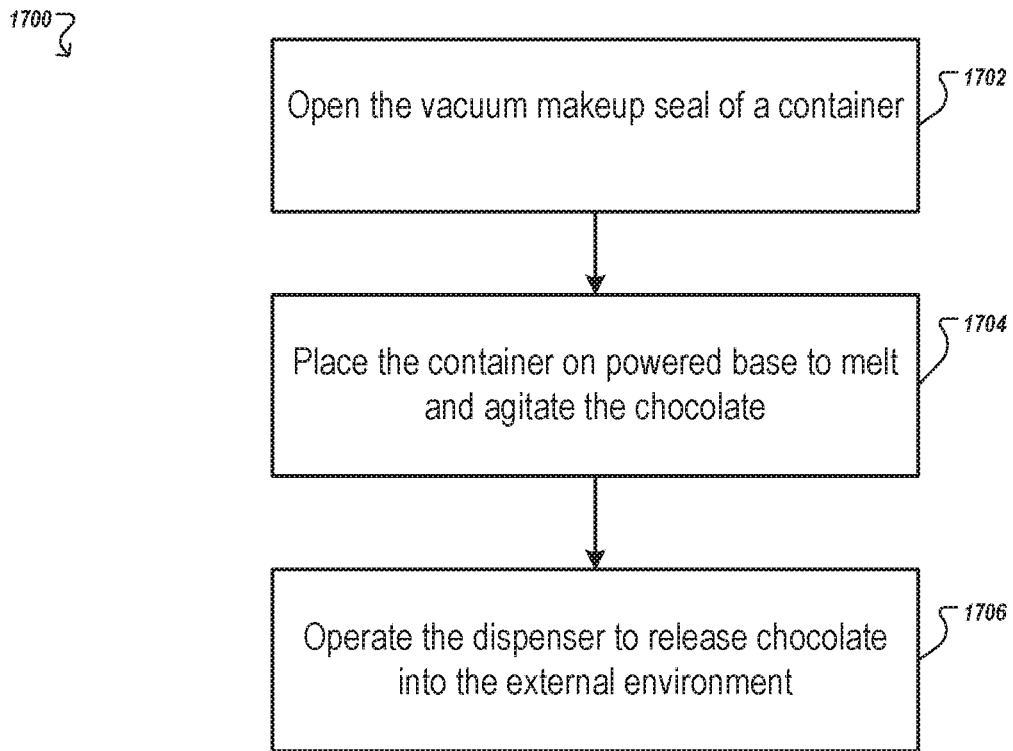 1700
Open the vacuum makeup seal of a container
1702
Place the container on powered base to melt
and agitate the chocolate
1704
Operate the dispenser to release chocolate
into the external environment
1706